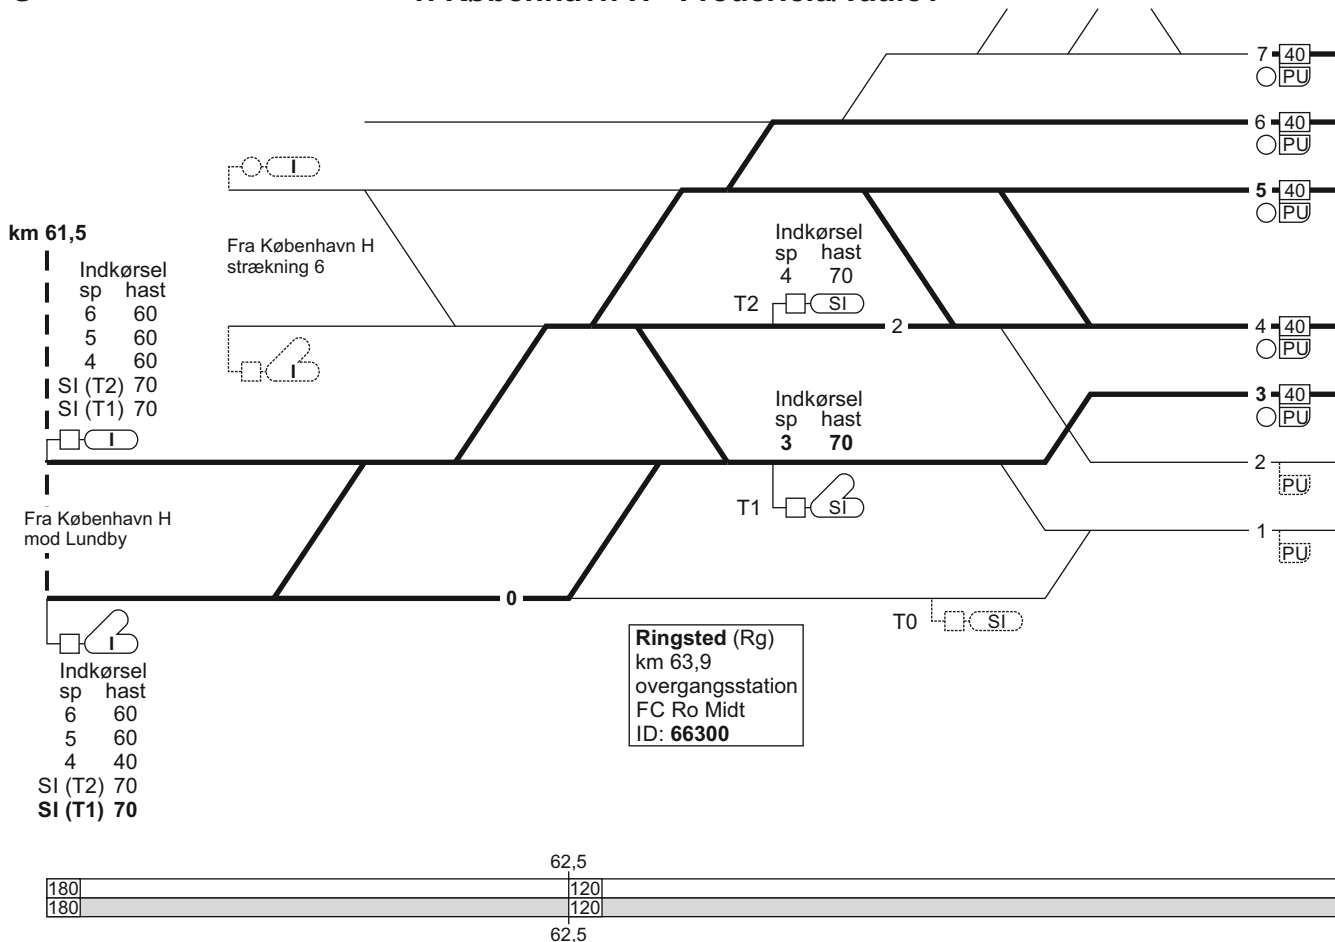 7 40
PU
6 40
PU
5 40
PU
km 61,5
Indkørsel
sp hast
6 60
5 60
4 60
SI (T2) 70
SI (T1) 70
I
I
Fra København H
strækning 6
I
Indkørsel
sp hast
4 70
T2 SI
2
4 40
PU
3 40
PU
Indkørsel
sp hast
3 70
T1 SI
2
PU
1
PU
Fra København H
mod Lundby
0
T0 SI
I
Indkørsel
sp hast
6 60
5 60
4 40
SI (T2) 70
SI (T1) 70
Ringsted (Rg)
km 63,9
overgangsstation
FC Ro Midt
ID: 66300
62,5
180 120
180 120
62,5